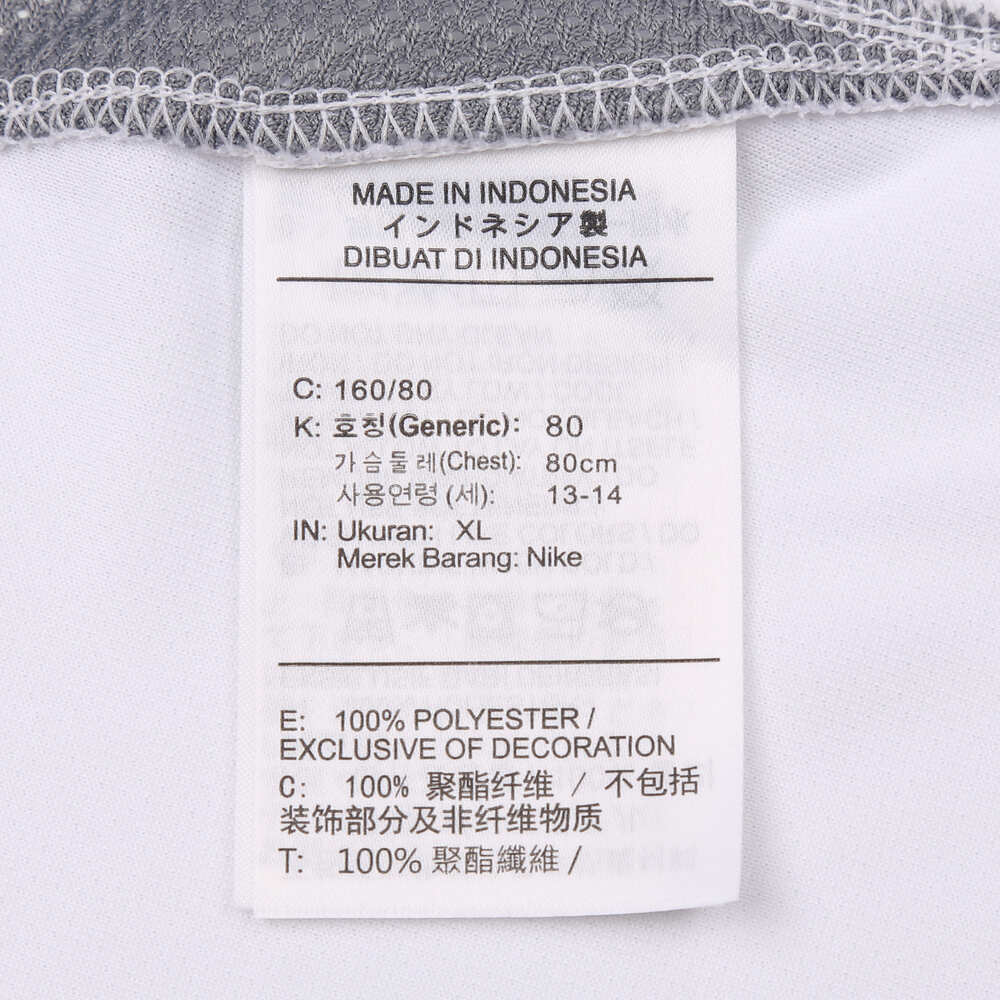 MADE IN INDONESIA
インドネシア製
DIBUAT DI INDONESIA
C: 160/80
K: 호칭(Generic): 80
가슴둘레(Chest): 80cm
사용연령 (세): 13-14
IN: Ukuran: XL
Merek Barang: Nike
E: 100% POLYESTER /
EXCLUSIVE OF DECORATION
C: 100% 聚酯纤维 / 不包括
装饰部分及非纤维物质
T: 100% 聚酯纖維 /